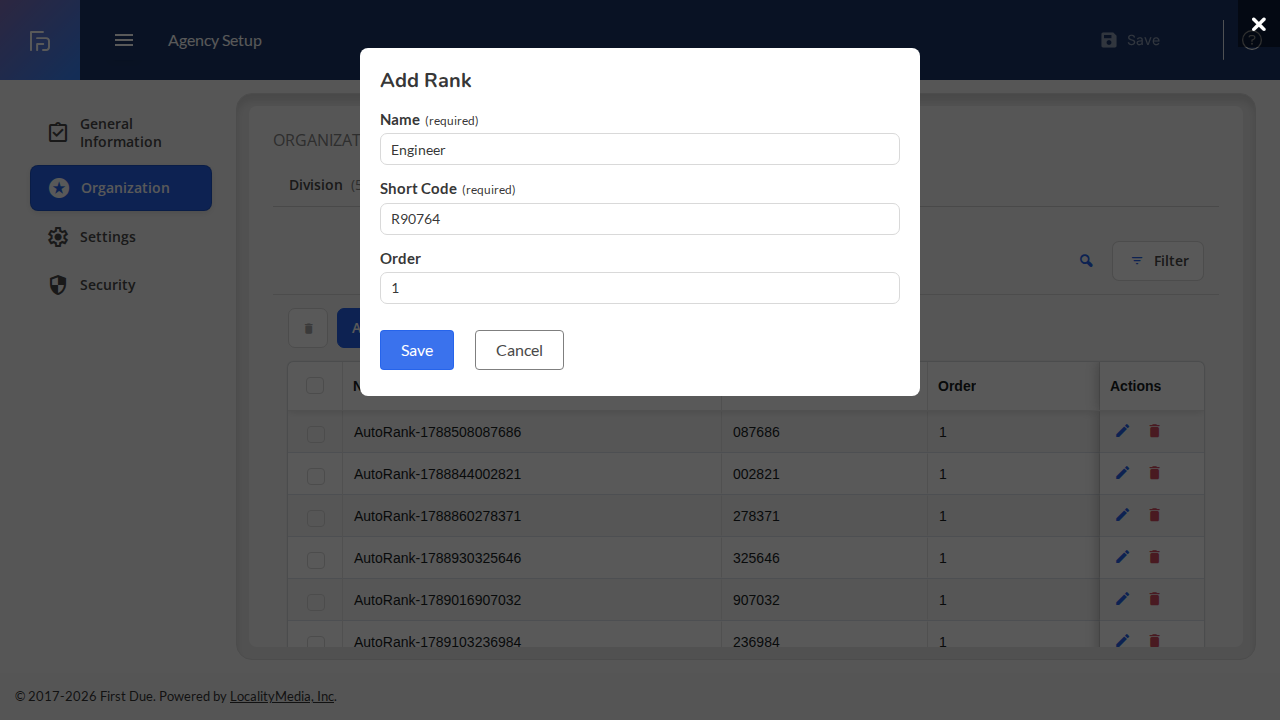 Agency Setup
Save
?
General
Information
Organization
Settings
Security
ORGANIZAT
Division (5
Filter
Add Rank
Name (required)
Engineer
Short Code (required)
R90764
Order
1
Save
Cancel
Order
Actions
AutoRank-1788508087686 087686 1
AutoRank-1788844002821 002821 1
AutoRank-1788860278371 278371 1
AutoRank-1788930325646 325646 1
AutoRank-1789016907032 907032 1
AutoRank-1789103236984 236984 1
© 2017-2026 First Due. Powered by LocalityMedia, Inc.